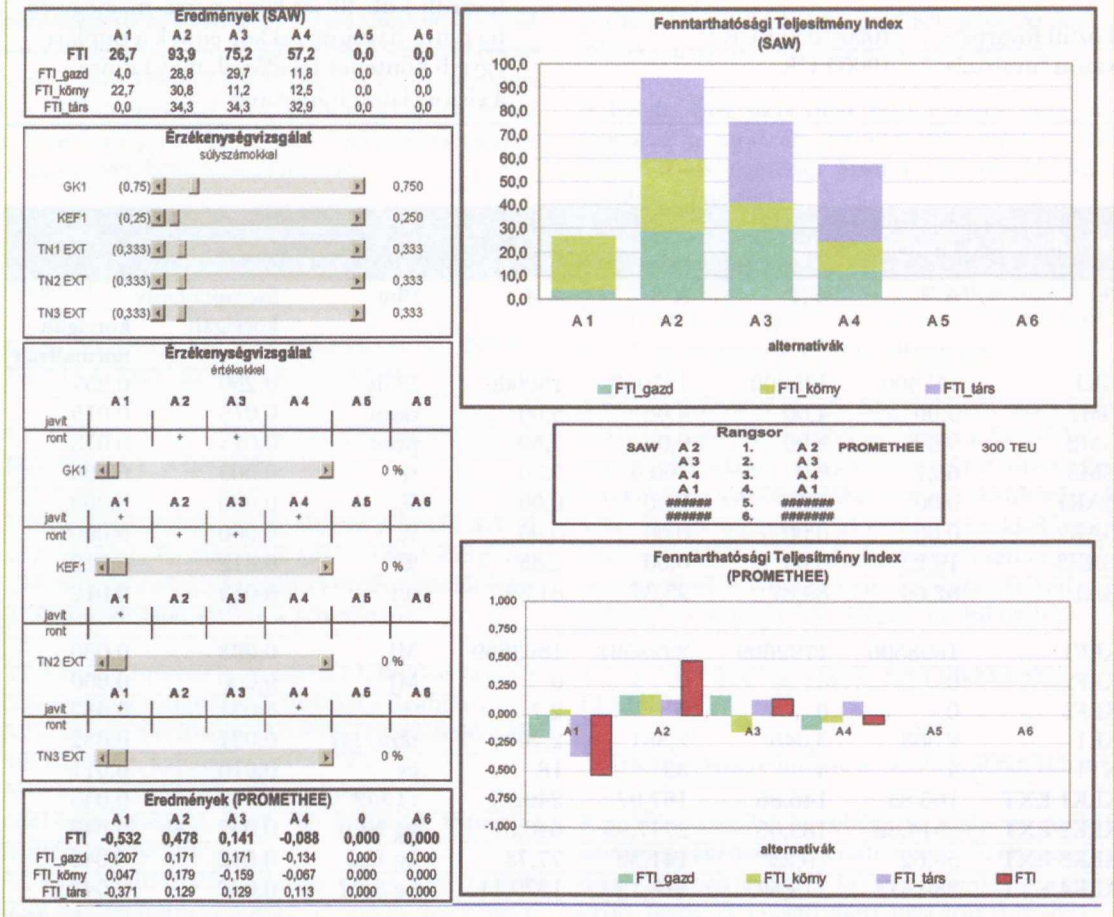 Eredmények (SAW)
A 1 A 2 A 3 A 4 A 5 A 6
FTI 26,7 93,9 75,2 57,2 0,0 0,0
FTI_gazd 4,0 28,8 29,7 11,8 0,0 0,0
FTI_körny 22,7 30,8 11,2 12,5 0,0 0,0
FTI_társ 0,0 34,3 34,3 32,9 0,0 0,0
Érzékenységvizsgálat
súlyszámokkal
GK1 (0,75) 0,750
KEF1 (0,25) 0,250
TN1 EXT (0,333) 0,333
TN2 EXT (0,333) 0,333
TN3 EXT (0,333) 0,333
Érzékenységvizsgálat
értékekkel
A 1 A 2 A 3 A 4 A 5 A 6
javít
ront +
GK1 0 %
A 1 A 2 A 3 A 4 A 5 A 6
javít + +
ront +
KEF1 0 %
A 1 A 2 A 3 A 4 A 5 A 6
javít +
ront
TN2 EXT 0 %
A 1 A 2 A 3 A 4 A 5 A 6
javít
ront
TN3 EXT 0 %
Eredmények (PROMETHEE)
A 1 A 2 A 3 A 4 0 A 6
FTI -0,532 0,478 0,141 -0,088 0,000 0,000
FTI_gazd -0,207 0,171 0,171 -0,134 0,000 0,000
FTI_körny 0,047 0,179 -0,159 -0,067 0,000 0,000
FTI_társ -0,371 0,129 0,129 0,113 0,000 0,000
Fenntarthatósági Teljesítmény Index
(SAW)
100,0
90,0
80,0
70,0
60,0
50,0
40,0
30,0
20,0
10,0
0,0
A 1 A 2 A 3 A 4 A 5 A 6
alternatívák
FTI_gazd FTI_körny FTI_társ
Rangsor
SAW A 2 1. A 2 PROMETHEE 300 TEU
A 3 2. A 3
A 4 3. A 4
A 1 4. A 1
###### 5. #######
###### 6. #######
Fenntarthatósági Teljesítmény Index
(PROMETHEE)
1,000
0,750
0,500
0,250
0,000
-0,250
-0,500
-0,750
-1,000
A 1 A 2 A 3 A 4 A 5 A 6
alternatívák
FTI_gazd FTI_körny FTI_társ FTI